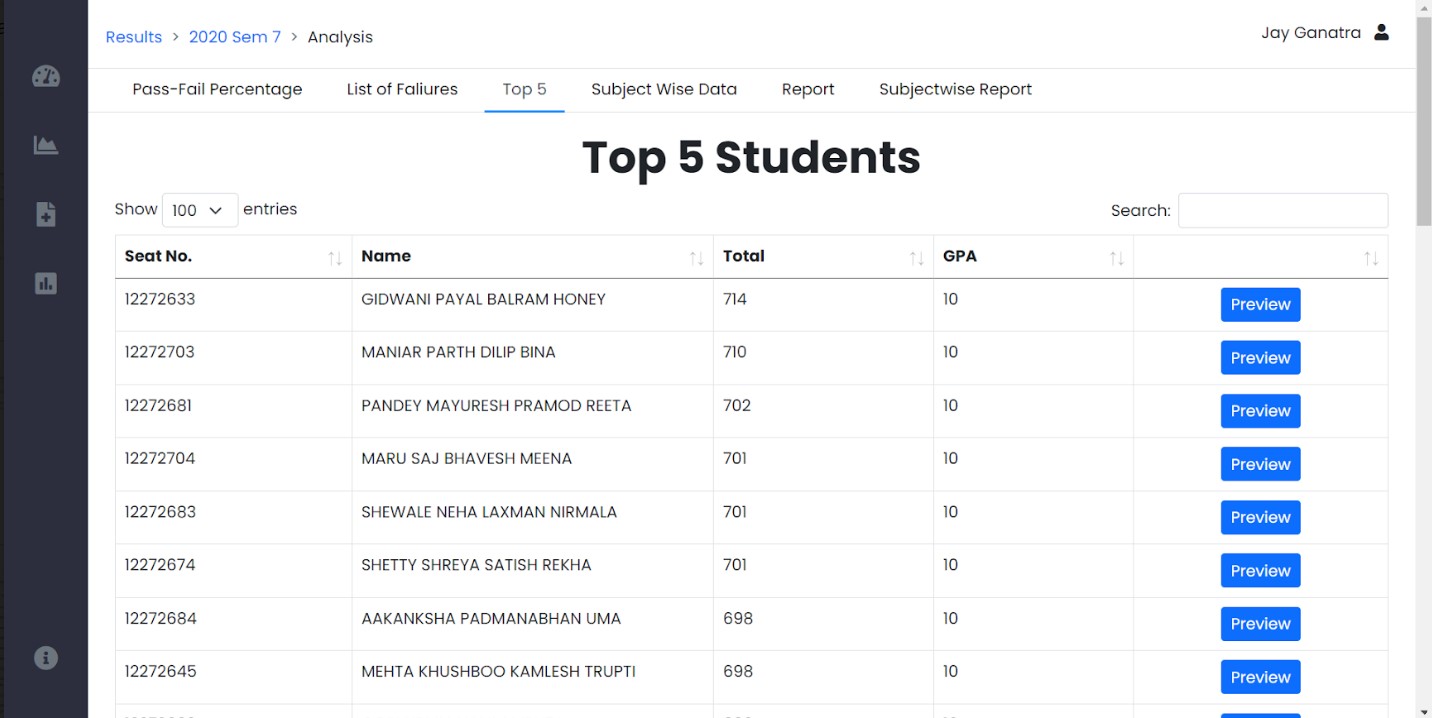 Results > 2020 Sem 7 > Analysis
Jay Ganatra
Pass-Fail Percentage List of Faliures Top 5 Subject Wise Data Report Subjectwise Report
Top 5 Students
Show 100 entries
Search:
Seat No. Name Total GPA
12272633 GIDWANI PAYAL BALRAM HONEY 714 10 Preview
12272703 MANIAR PARTH DILIP BINA 710 10 Preview
12272681 PANDEY MAYURESH PRAMOD REETA 702 10 Preview
12272704 MARU SAJ BHAVESH MEENA 701 10 Preview
12272683 SHEWALE NEHA LAXMAN NIRMALA 701 10 Preview
12272674 SHETTY SHREYA SATISH REKHA 701 10 Preview
12272684 AAKANKSHA PADMANABHAN UMA 698 10 Preview
12272645 MEHTA KHUSHBOO KAMLESH TRUPTI 698 10 Preview